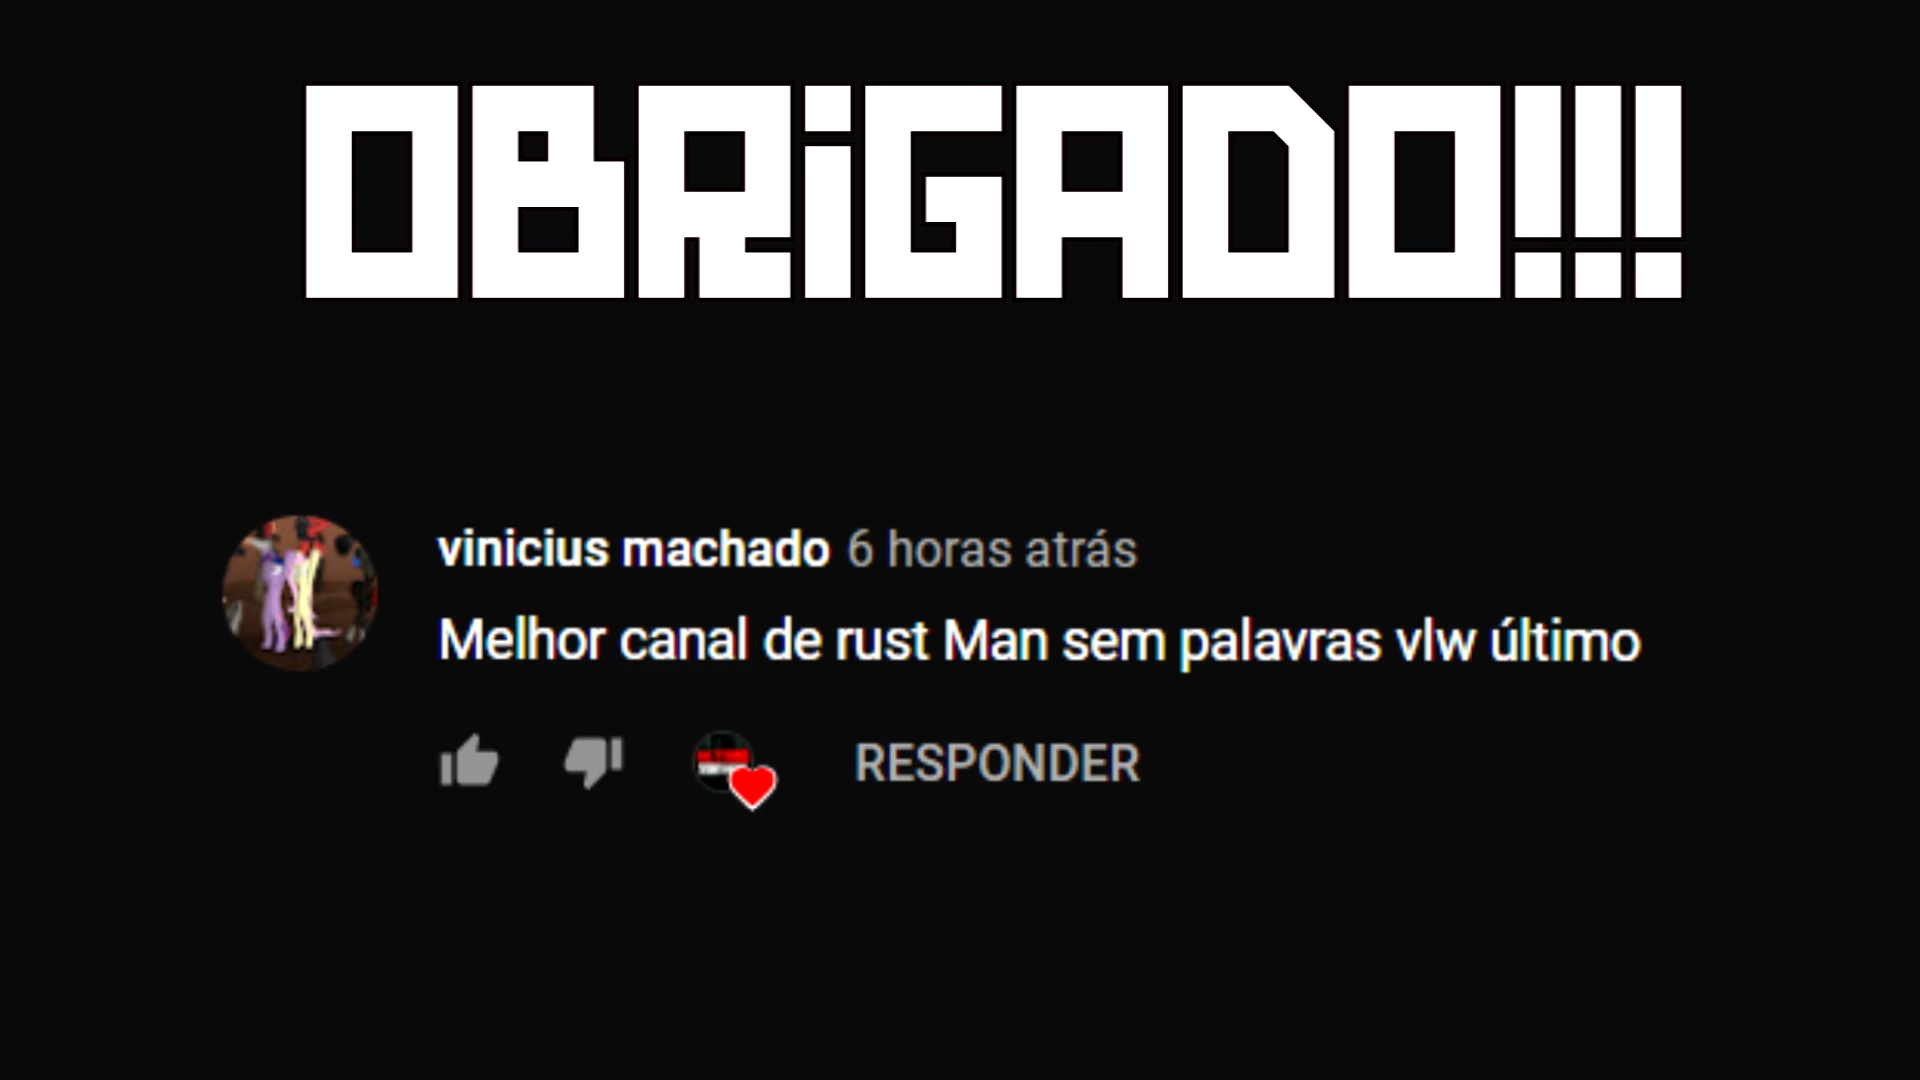 OBRiGADO!!!
vinicius machado 6 horas atrás
Melhor canal de rust Man sem palavras vlw último
RESPONDER